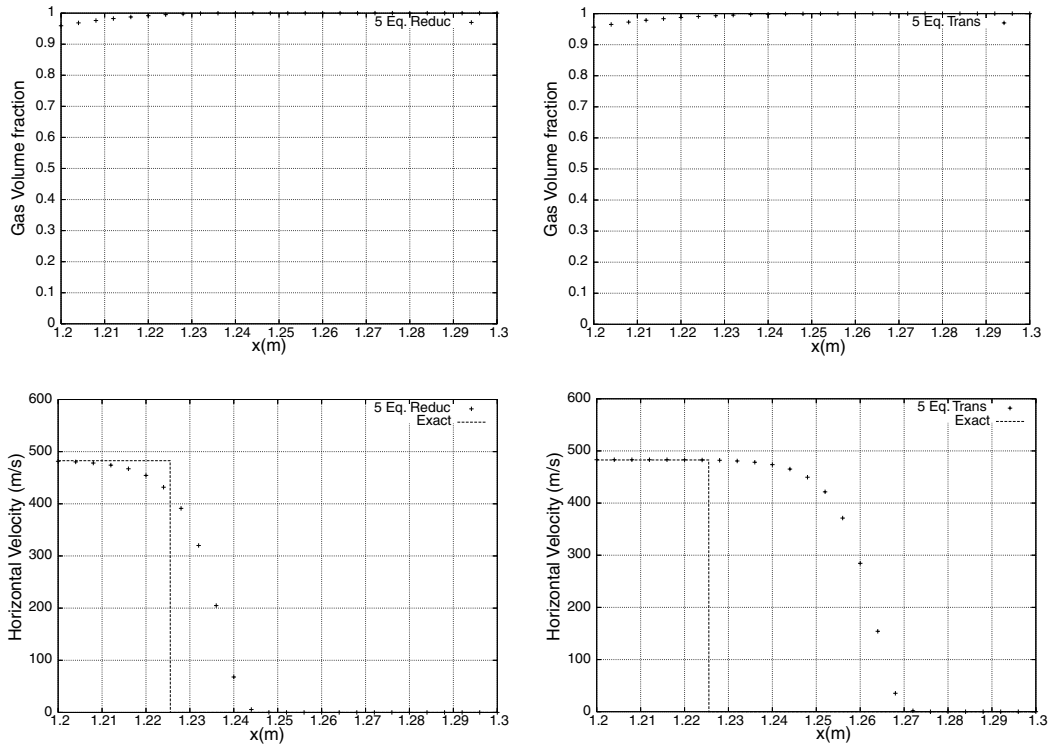 5 Eq. Reduc
1
0.9
0.8
0.7
0.6
0.5
0.4
0.3
0.2
0.1
0
Gas Volume fraction
1.2 1.21 1.22 1.23 1.24 1.25 1.26 1.27 1.28 1.29 1.3
x(m)
5 Eq. Trans
1
0.9
0.8
0.7
0.6
0.5
0.4
0.3
0.2
0.1
0
Gas Volume fraction
1.2 1.21 1.22 1.23 1.24 1.25 1.26 1.27 1.28 1.29 1.3
x(m)
5 Eq. Reduc
Exact
600
500
400
300
200
100
0
Horizontal Velocity (m/s)
1.2 1.21 1.22 1.23 1.24 1.25 1.26 1.27 1.28 1.29 1.3
x(m)
5 Eq. Trans
Exact
600
500
400
300
200
100
0
Horizontal Velocity (m/s)
1.2 1.21 1.22 1.23 1.24 1.25 1.26 1.27 1.28 1.29 1.3
x(m)